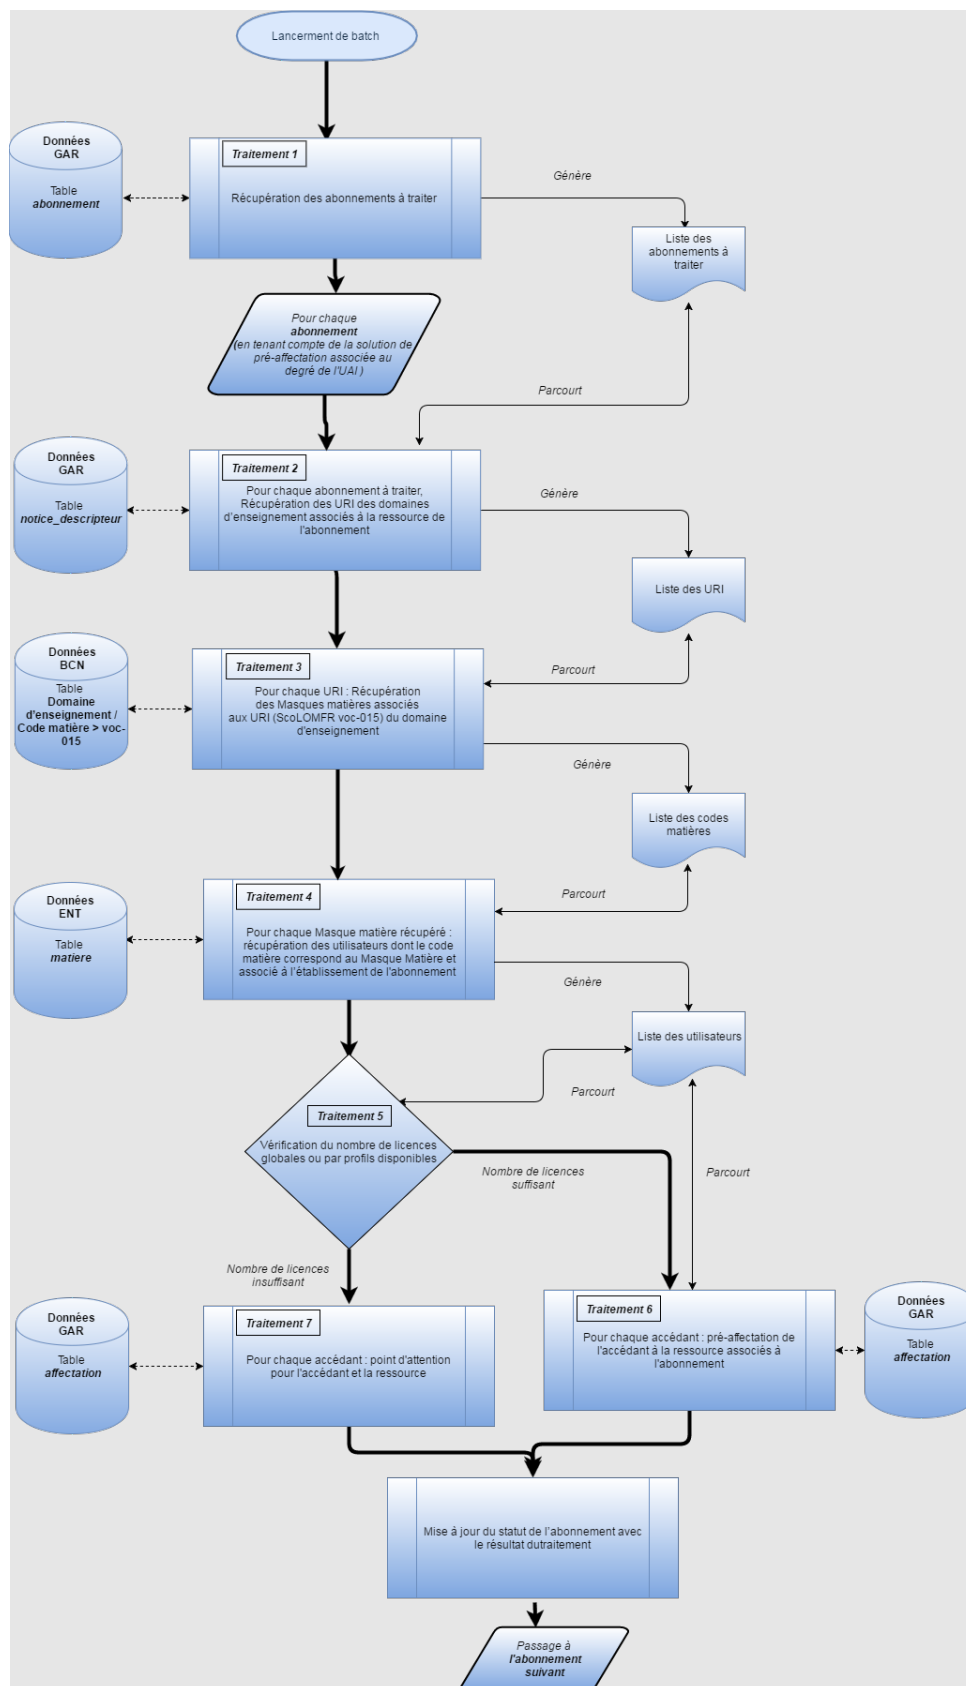 Lancerment de batch
Données
GAR
Table
abonnement
Traitement 1
Récupération des abonnements à traiter
Génère
Liste des
abonnements à
traiter
Pour chaque
abonnement
(en tenant compte de la solution de
pré-affectation associée au
degré de l'UAI )
Parcourt
Données
GAR
Table
notice_descripteur
Traitement 2
Pour chaque abonnement à traiter,
Récupération des URI des domaines
d'enseignement associés à la ressource de
l'abonnement
Génère
Liste des URI
Données
BCN
Table
Domaine
d'enseignement /
Code matière > voc-
015
Traitement 3
Pour chaque URI : Récupération
des Masques matières associés
aux URI (ScoLOMFR voc-015) du domaine
d'enseignement
Parcourt
Génère
Liste des codes
matières
Données
ENT
Table
matiere
Traitement 4
Pour chaque Masque matière récupéré :
récupération des utilisateurs dont le code
matière correspond au Masque Matière et
associé à l'établissement de l'abonnement
Parcourt
Génère
Liste des utilisateurs
Parcourt
Traitement 5
Vérification du nombre de licences
globales ou par profils disponibles
Nombre de licences
suffisant
Parcourt
Nombre de licences
insuffisant
Données
GAR
Table
affectation
Traitement 7
Pour chaque accédant : point d'attention
pour l'accédant et la ressource
Traitement 6
Pour chaque accédant : pré-affectation de
l'accédant à la ressource associés à
l'abonnement
Données
GAR
Table
affectation
Mise à jour du statut de l'abonnement avec
le résultat dutraitement
Passage à
l'abonnement
suivant